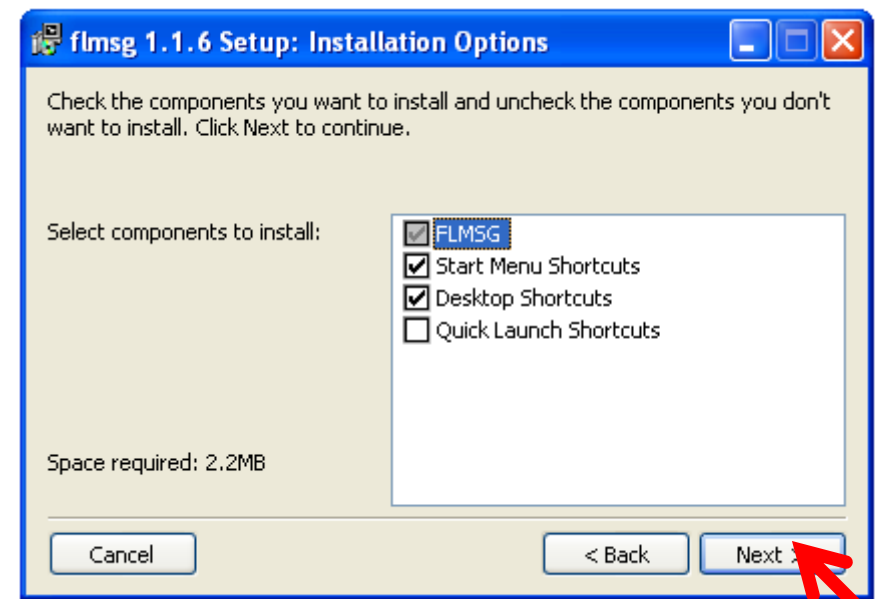 flmsg 1.1.6 Setup: Installation Options
Check the components you want to install and uncheck the components you don't
want to install. Click Next to continue.
Select components to install:
FLMSG
Start Menu Shortcuts
Desktop Shortcuts
Quick Launch Shortcuts
Space required: 2.2MB
Cancel
< Back
Next >